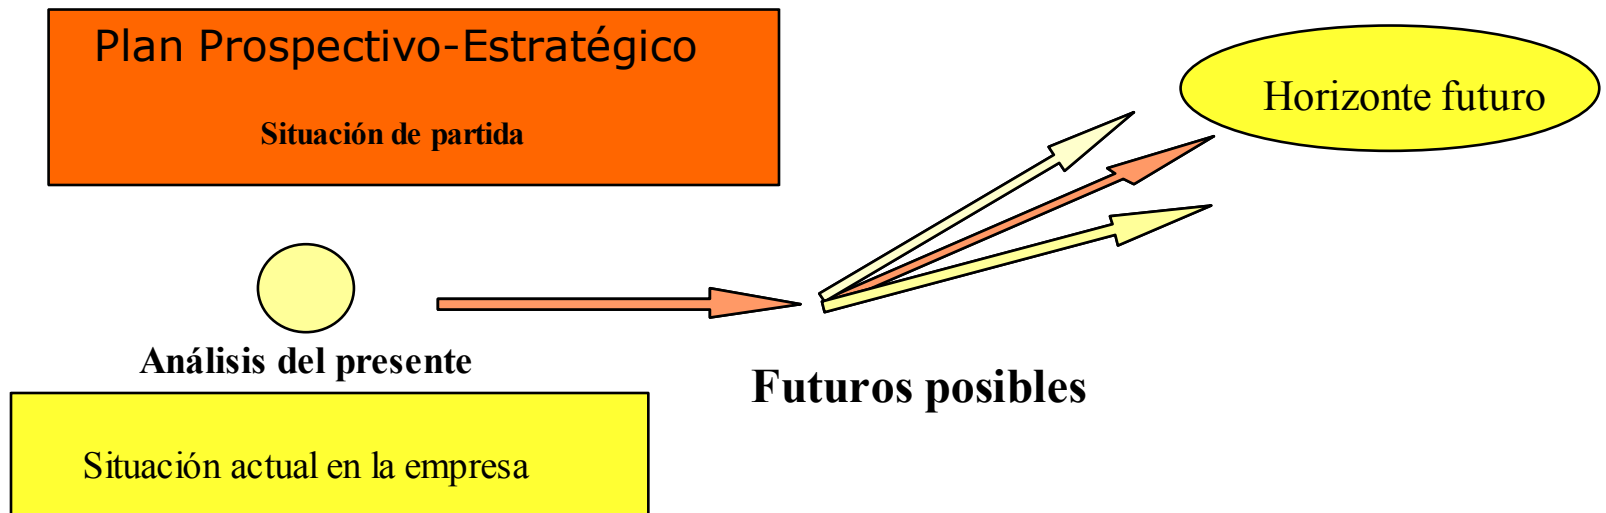 Plan Prospectivo-Estratégico
Situación de partida
Horizonte futuro
Análisis del presente
Futuros posibles
Situación actual en la empresa